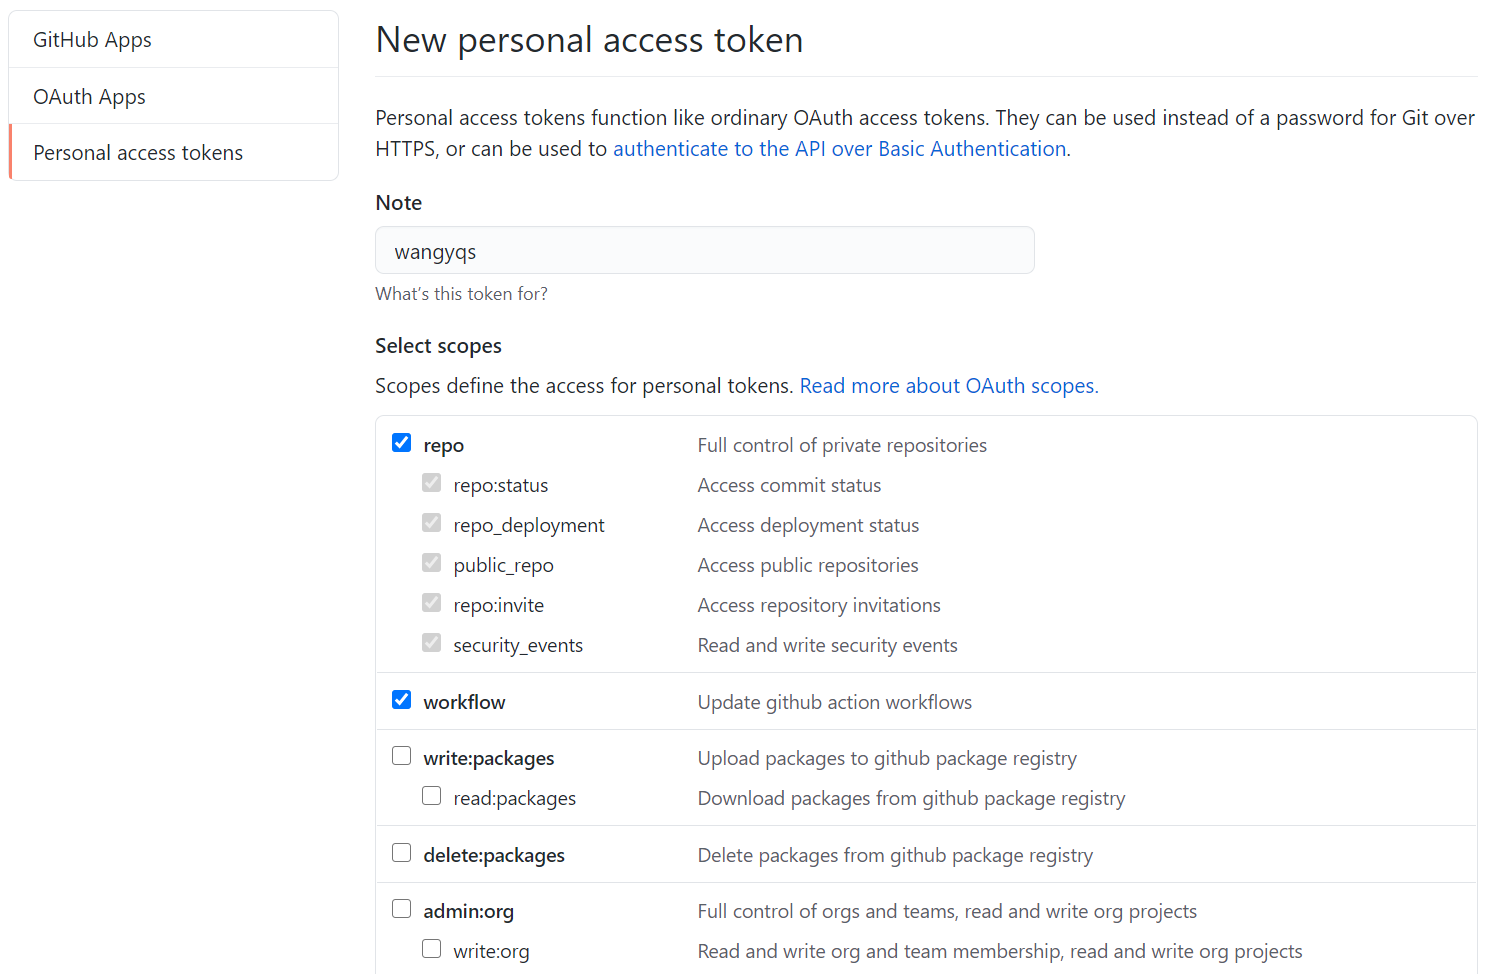 GitHub Apps
OAuth Apps
Personal access tokens
New personal access token
Personal access tokens function like ordinary OAuth access tokens. They can be used instead of a password for Git over
HTTPS, or can be used to authenticate to the API over Basic Authentication.
Note
wangyqs
What's this token for?
Select scopes
Scopes define the access for personal tokens. Read more about OAuth scopes.
repo Full control of private repositories
repo:status Access commit status
repo_deployment Access deployment status
public_repo Access public repositories
repo:invite Access repository invitations
security_events Read and write security events
workflow Update github action workflows
write:packages Upload packages to github package registry
read:packages Download packages from github package registry
delete:packages Delete packages from github package registry
admin:org Full control of orgs and teams, read and write org projects
write:org Read and write org and team membership, read and write org projects